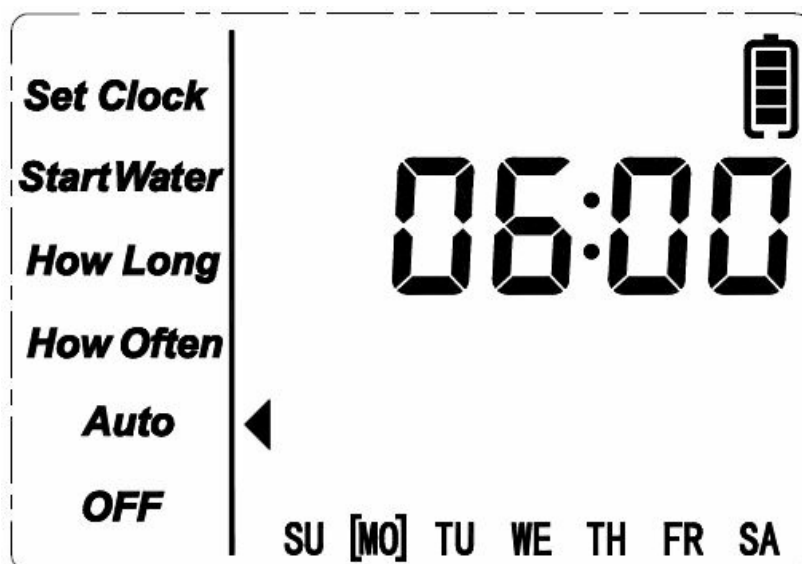 Set Clock
StartWater
06:00
How Long
How Often
Auto
OFF
SU [MO] TU WE TH FR SA